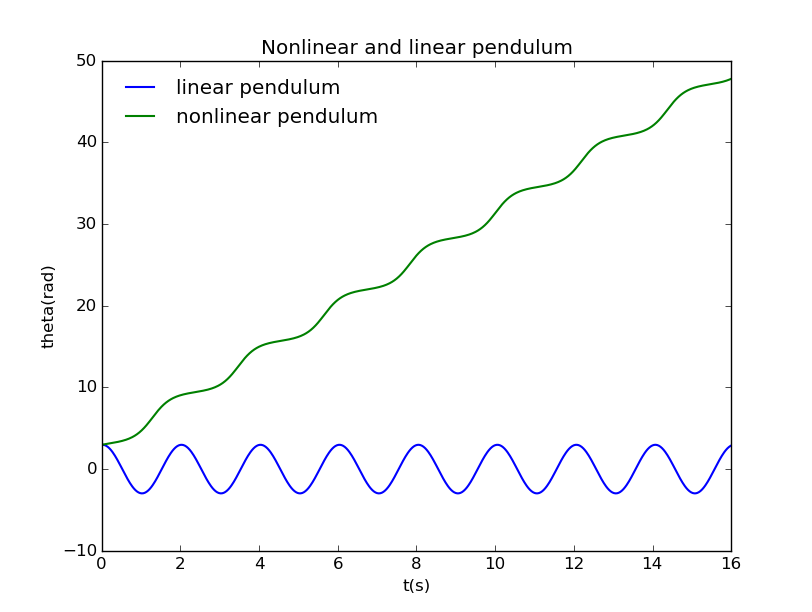 Nonlinear and linear pendulum
linear pendulum
nonlinear pendulum
50
40
30
20
10
0
−10
theta(rad)
0 2 4 6 8 10 12 14 16
t(s)